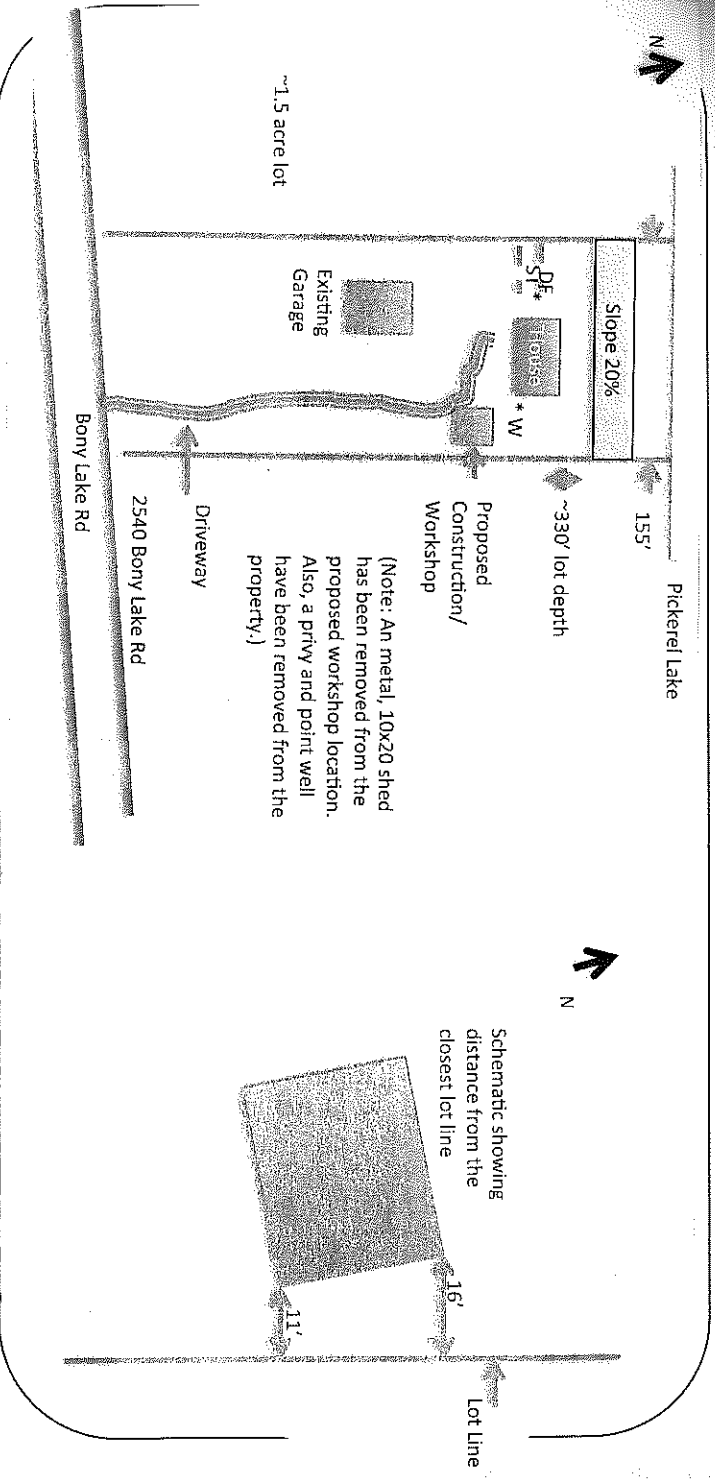 N
Pickerel Lake
155'
Slope 20%
~330' lot depth
DF
ST *
House
* W
Proposed
Construction/
Workshop
~1.5 acre lot
Existing
Garage
(Note: An metal, 10x20 shed
has been removed from the
proposed workshop location.
Also, a privy and point well
have been removed from the
property.)
Driveway
2540 Bony Lake Rd
Bony Lake Rd
N
Schematic showing
distance from the
closest lot line
16'
11'
Lot Line